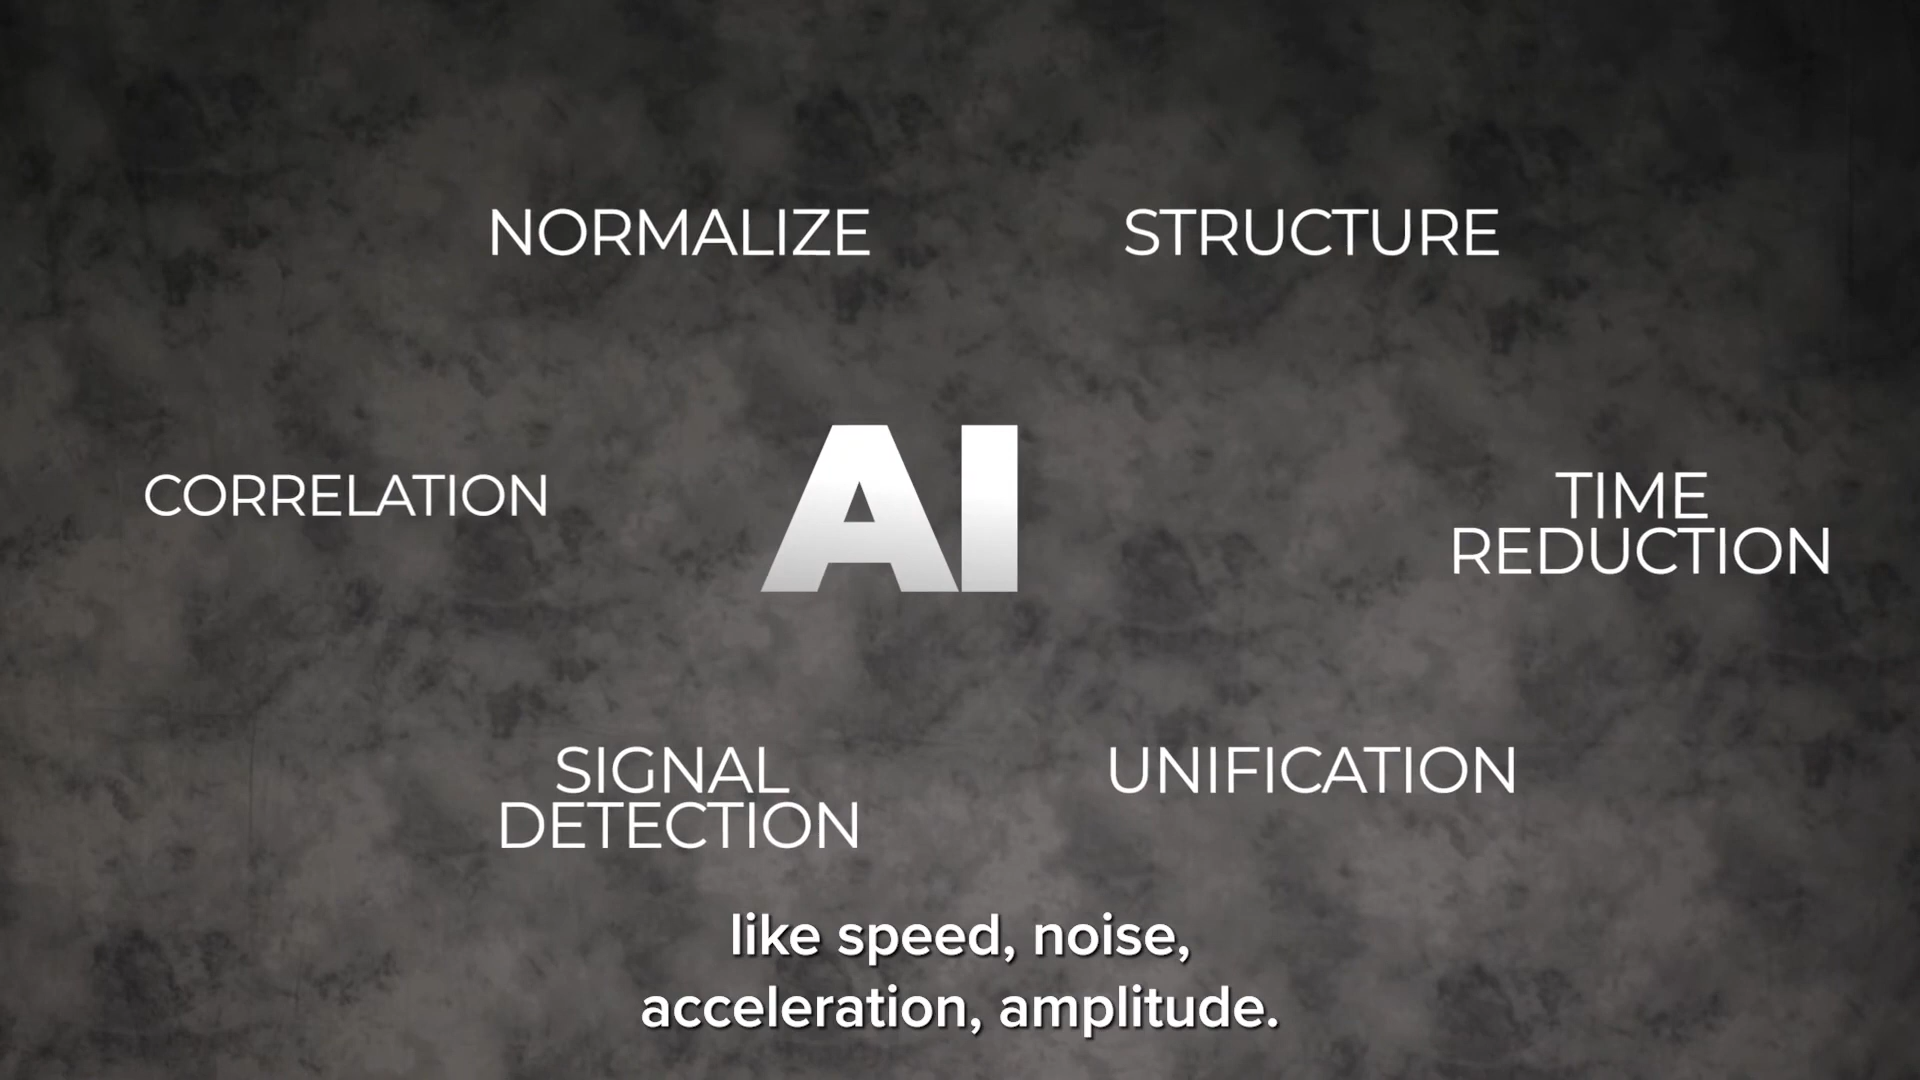 NORMALIZE
STRUCTURE
CORRELATION
AI
TIME
REDUCTION
SIGNAL
DETECTION
UNIFICATION
like speed, noise,
acceleration, amplitude.